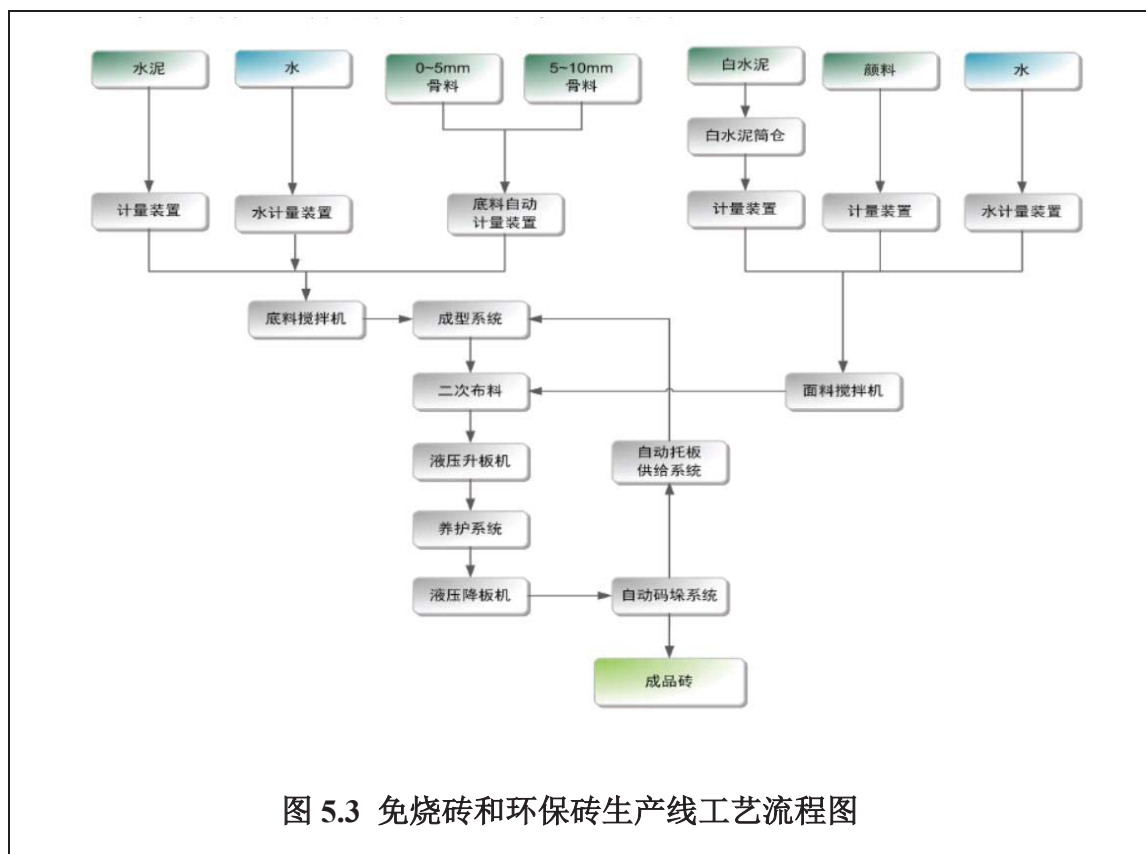 水泥
水
0~5mm
骨料
5~10mm
骨料
白水泥
颜料
水
白水泥筒仓
计量装置
水计量装置
底料自动
计量装置
计量装置
计量装置
水计量装置
底料搅拌机
成型系统
二次布料
面料搅拌机
液压升板机
自动托板
供给系统
养护系统
液压降板机
自动码垛系统
成品砖
图 5.3 免烧砖和环保砖生产线工艺流程图